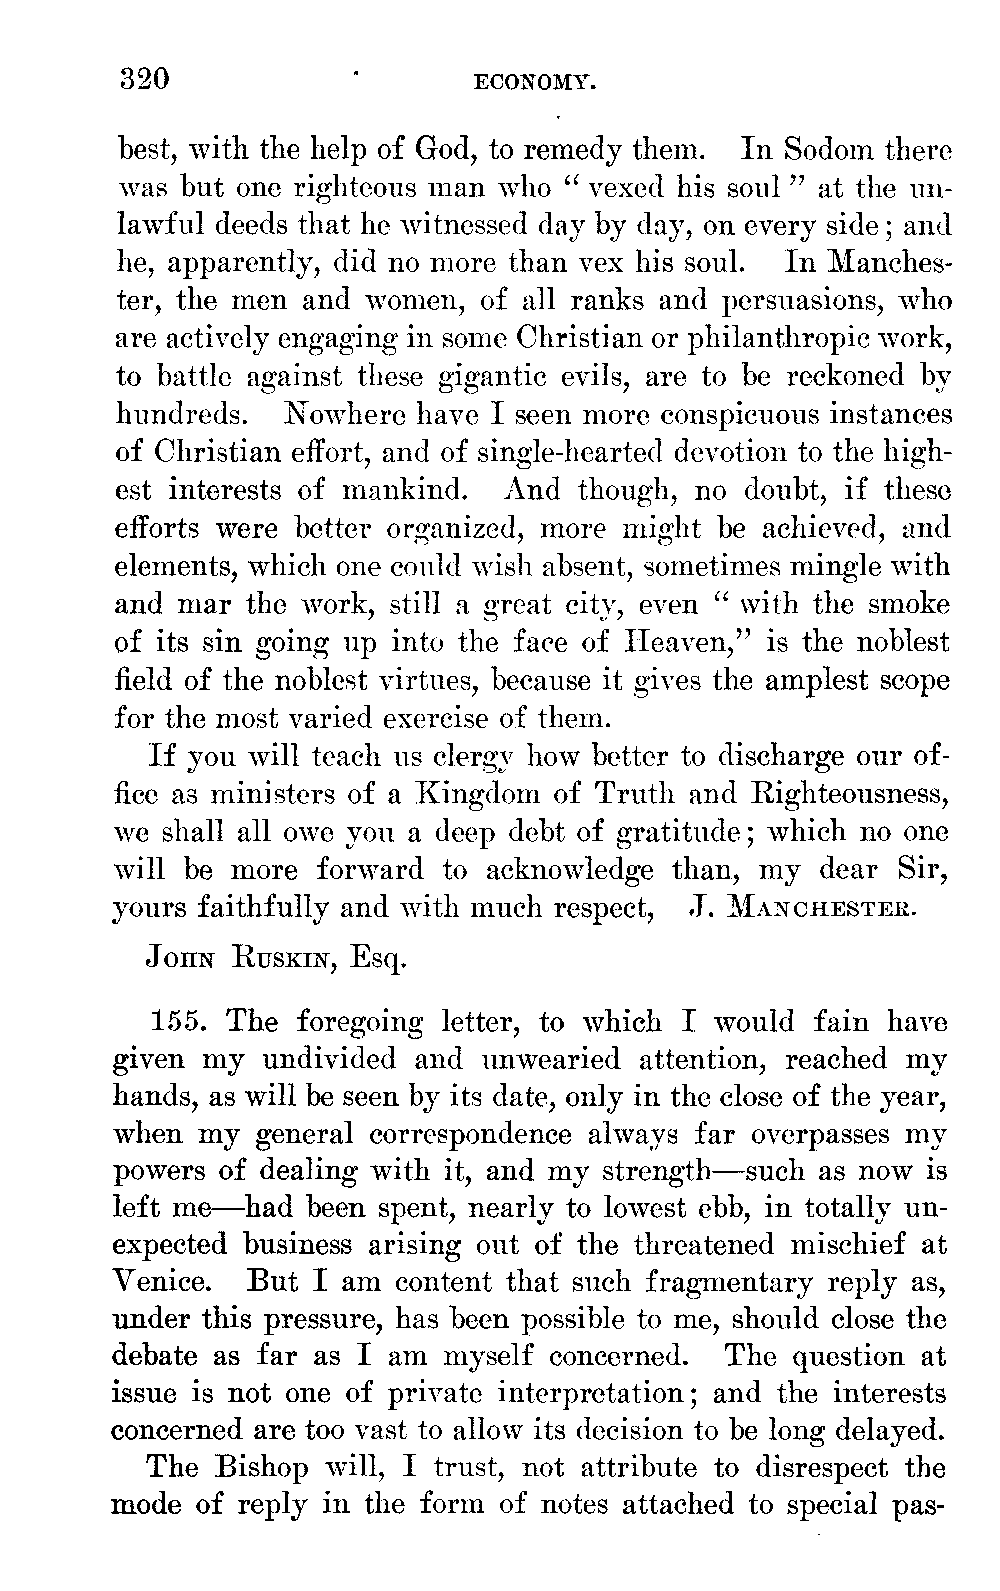 320 ECONOMY.
best, with the help of God, to remedy them. In Sodom there
was but one righteous man who “ vexed his soul ” at the un-
lawful deeds that he witnessed day by day, on every side ; and
he, apparently, did no more than vex his soul. In Manches-
ter, the men and women, of all ranks and persuasions, who
are actively engaging in some Christian or philanthropic work,
to battle against these gigantic evils, are to be reckoned by
hundreds. Nowhere have I seen more conspicuous instances
of Christian effort, and of single-hearted devotion to the high-
est interests of mankind. And though, no doubt, if these
efforts were better organized, more might be achieved, and
elements, which one could wish absent, sometimes mingle with
and mar the work, still a great city, even “ with the smoke
of its sin going up into the face of Heaven,” is the noblest
field of the noblest virtues, because it gives the amplest scope
for the most varied exercise of them.
If you will teach us clergy how better to discharge our of-
fice as ministers of a Kingdom of Truth and Righteousness,
we shall all owe you a deep debt of gratitude ; which no one
will be more forward to acknowledge than, my dear Sir,
yours faithfully and with much respect, J. MANCHESTER.
JOHN RUSKIN, Esq.
155. The foregoing letter, to which I would fain have
given my undivided and unwearied attention, reached my
hands, as will be seen by its date, only in the close of the year,
when my general correspondence always far overpasses my
powers of dealing with it, and my strength—such as now is
left me—had been spent, nearly to lowest ebb, in totally un-
expected business arising out of the threatened mischief at
Venice. But I am content that such fragmentary reply as,
under this pressure, has been possible to me, should close the
debate as far as I am myself concerned. The question at
issue is not one of private interpretation ; and the interests
concerned are too vast to allow its decision to be long delayed.
The Bishop will, I trust, not attribute to disrespect the
mode of reply in the form of notes attached to special pas-